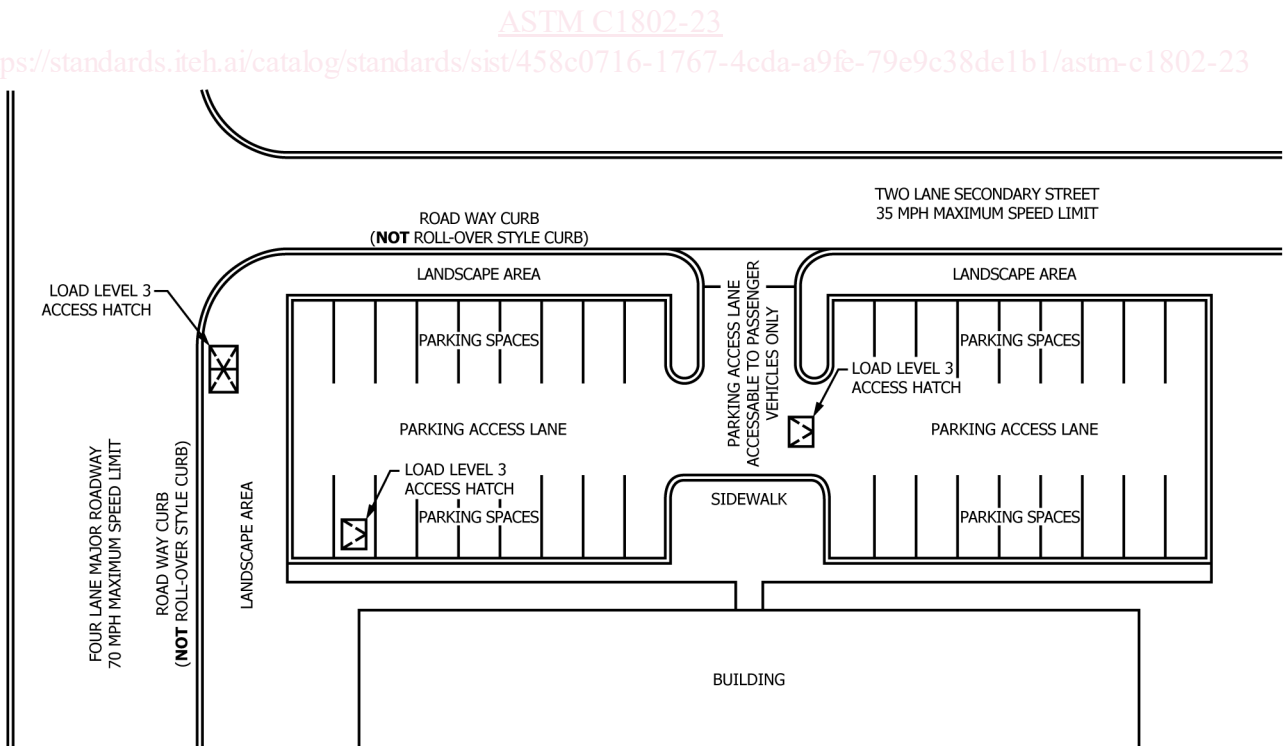 ASTM C1802-23
ps://standards.iteh.ai/catalog/standards/sist/458c0716-1767-4cda-a9fe-79e9c38de1b1/astm-c1802-23
TWO LANE SECONDARY STREET
35 MPH MAXIMUM SPEED LIMIT
ROAD WAY CURB
(NOT ROLL-OVER STYLE CURB)
LANDSCAPE AREA
LANDSCAPE AREA
LOAD LEVEL 3
ACCESS HATCH
PARKING SPACES
PARKING ACCESS LANE
ACCESSABLE TO PASSENGER
VEHICLES ONLY
PARKING SPACES
LOAD LEVEL 3
ACCESS HATCH
PARKING ACCESS LANE
PARKING ACCESS LANE
LOAD LEVEL 3
ACCESS HATCH
PARKING SPACES
SIDEWALK
PARKING SPACES
FOUR LANE MAJOR ROADWAY
70 MPH MAXIMUM SPEED LIMIT
ROAD WAY CURB
(NOT ROLL-OVER STYLE CURB)
LANDSCAPE AREA
BUILDING